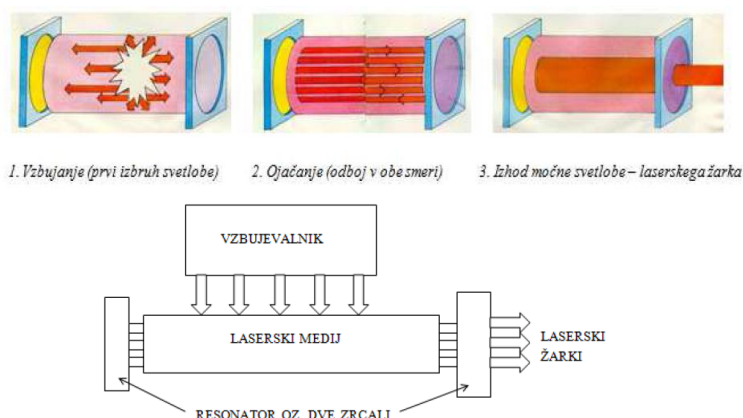 1. Vzbujanje (prvi izbruh svetlobe)
2. Ojačanje (odboj v obe smeri)
3. Izhod močne svetlobe – laserskega žarka
VZBUJEVALNIK
LASERSKI MEDIJ
LASERSKI
ŽARKI
RESONATOR OZ. DVE ZRCALI